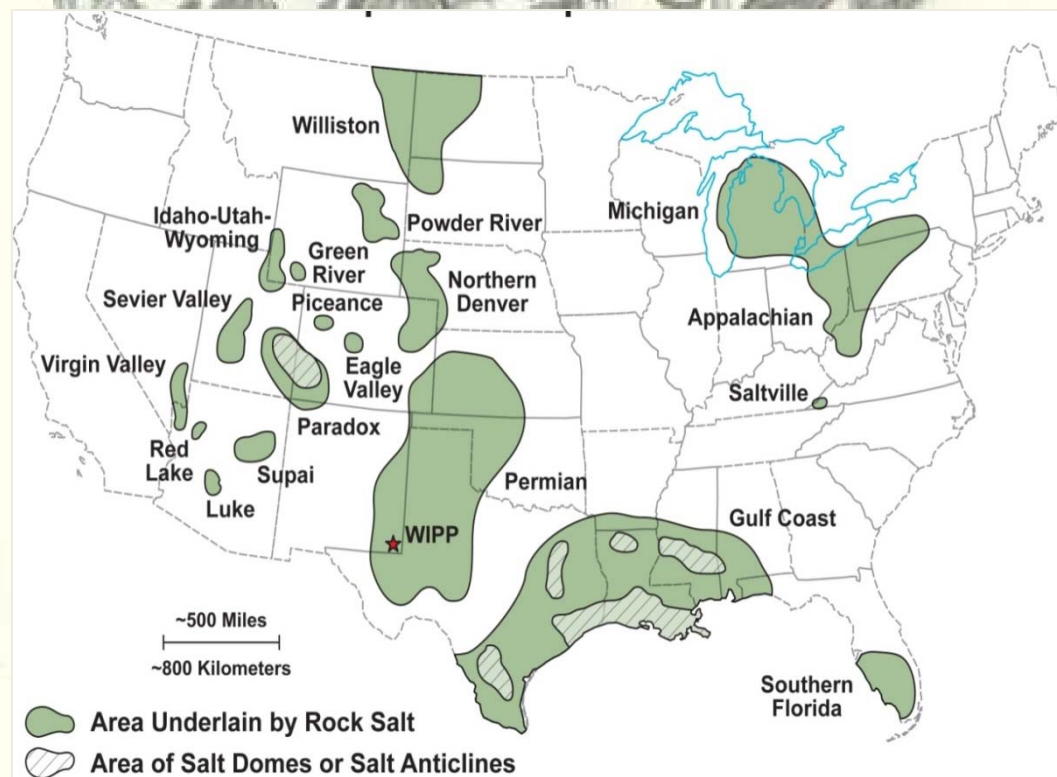 Williston
Michigan
Idaho-Utah-
Wyoming
Powder River
Green
River
Northern
Denver
Sevier Valley
Piceance
Appalachian
Virgin Valley
Eagle
Valley
Saltville
Paradox
Red
Lake
Supai
Permian
Luke
Gulf Coast
WIPP
~500 Miles
~800 Kilometers
Southern
Florida
Area Underlain by Rock Salt
Area of Salt Domes or Salt Anticlines